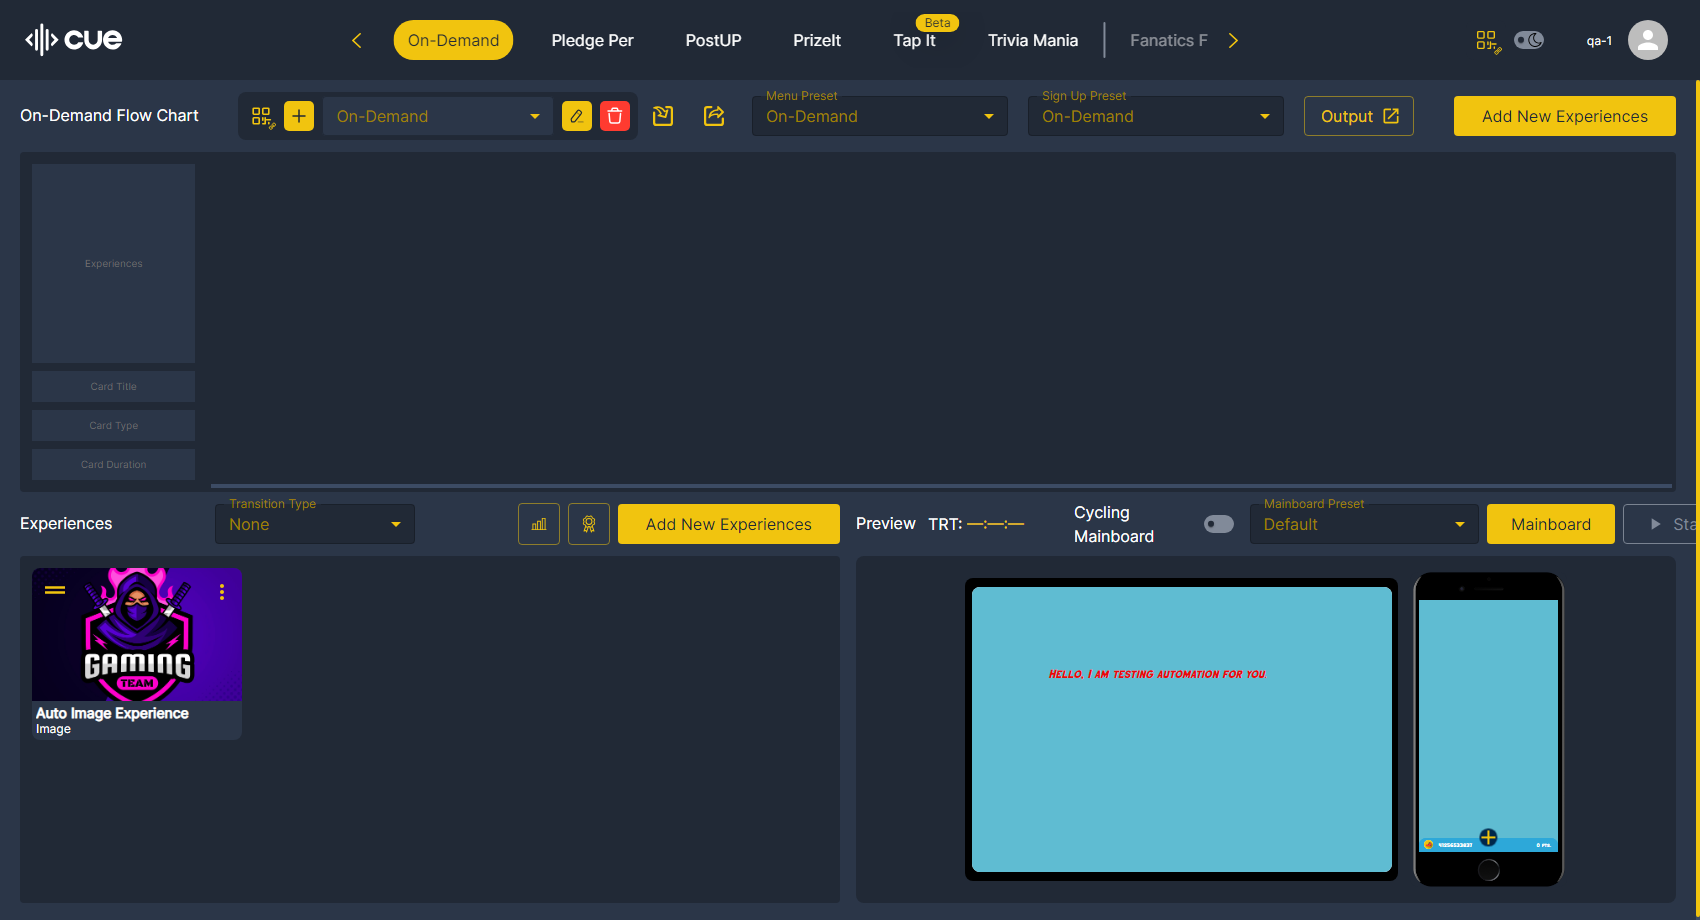 cue
On-Demand
Pledge Per
PostUP
PrizeIt
Beta
Tap It
Trivia Mania
Fanatics F
qa-1
On-Demand Flow Chart
On-Demand
Menu Preset
On-Demand
Sign Up Preset
On-Demand
Output
Add New Experiences
Experiences
Card Title
Card Type
Card Duration
Experiences
Transition Type
None
Add New Experiences
Preview
TRT: —:—:—
Cycling
Mainboard
Mainboard Preset
Default
Mainboard
Sta
GAMING
TEAM
Auto Image Experience
Image
Hello, I am testing automation for you
0 PTS.